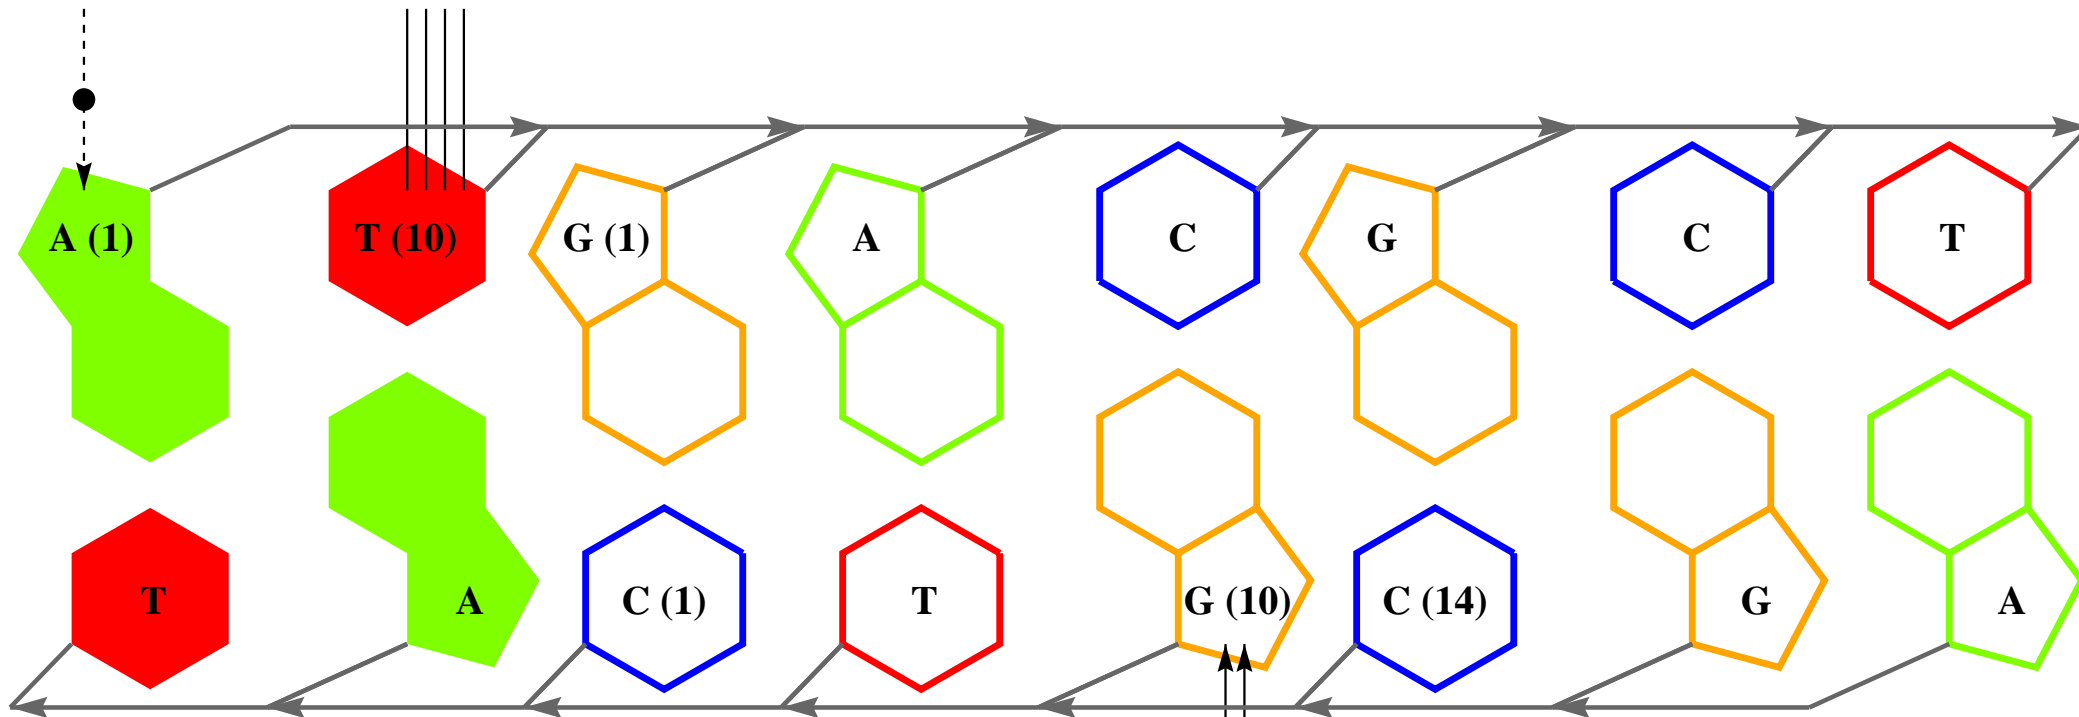 A (1) T (10) G (1) A C G C T
T A C (1) T G (10) C (14) G A